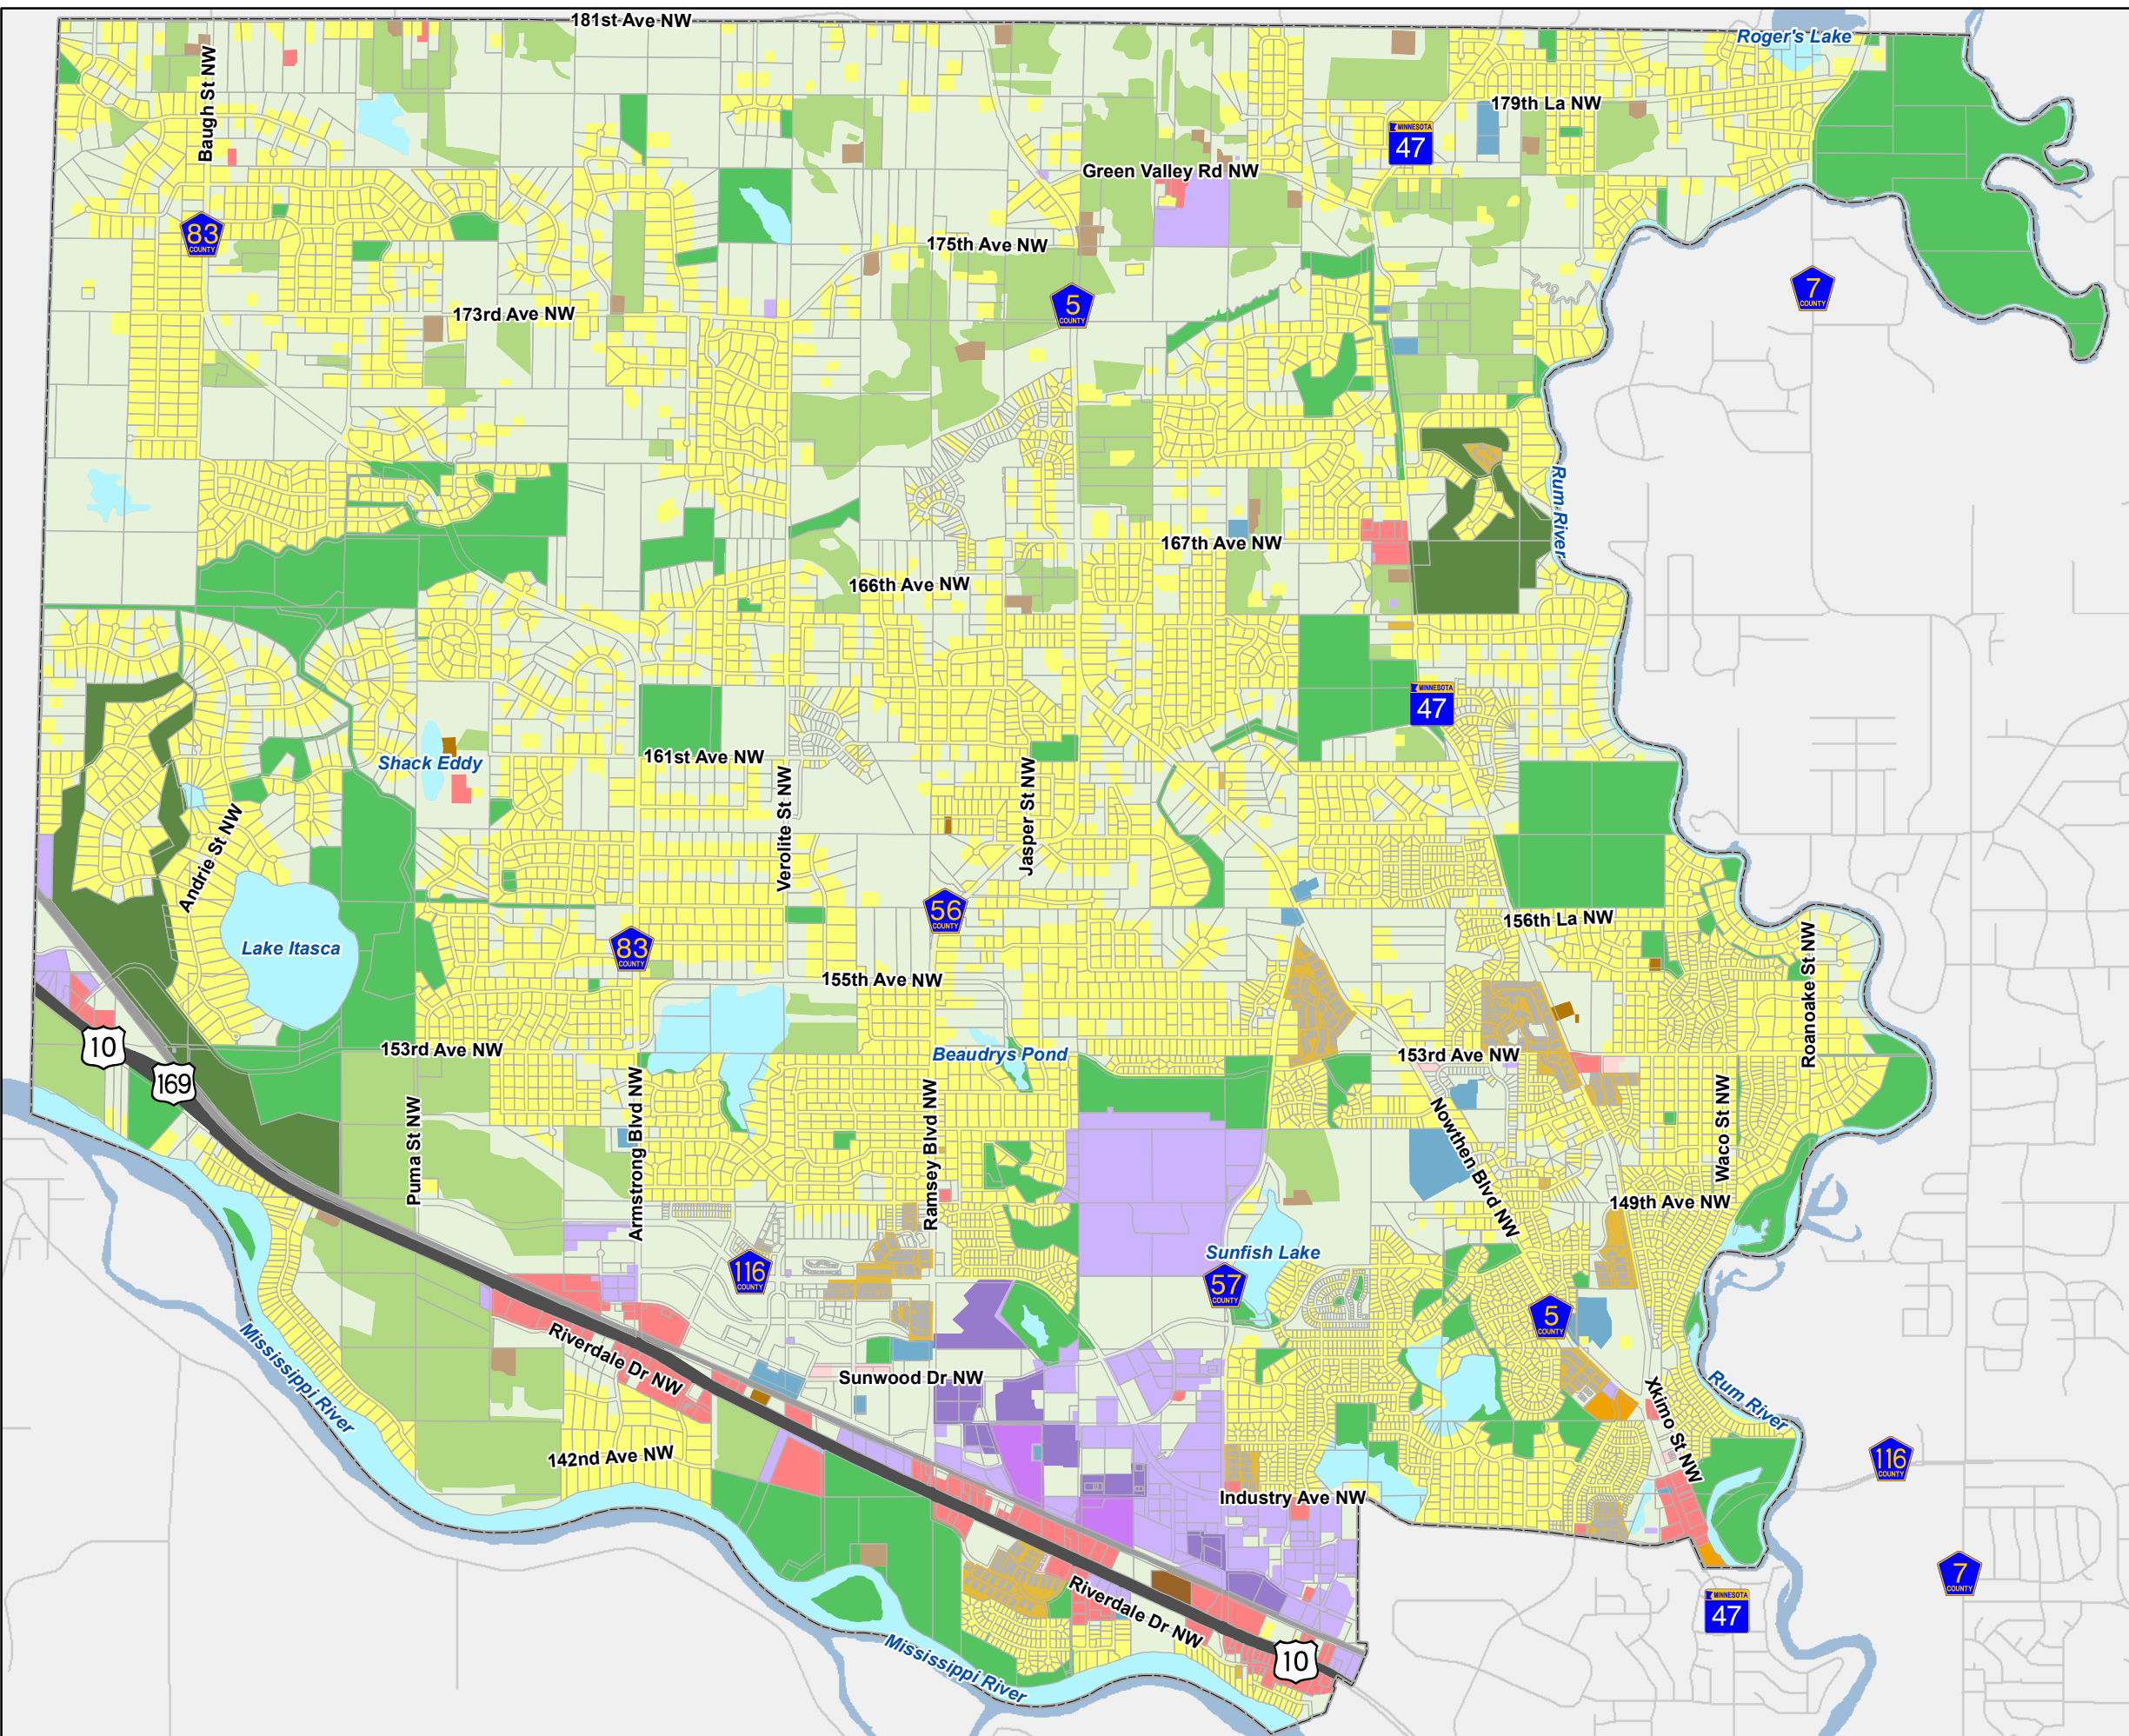 181st Ave NW
Roger's Lake
Baugh St NW
179th La NW
MINNESOTA
47
Green Valley Rd NW
83
COUNTY
175th Ave NW
5
COUNTY
7
COUNTY
173rd Ave NW
Rum River
167th Ave NW
166th Ave NW
MINNESOTA
47
161st Ave NW
Shack Eddy
Verolite St NW
Jasper St NW
Andrie St NW
56
COUNTY
156th La NW
83
COUNTY
Lake Itasca
155th Ave NW
Roanoake St NW
10
153rd Ave NW
Beaudrys Pond
153rd Ave NW
169
Puma St NW
Armstrong Blvd NW
Ramsey Blvd NW
Nowthen Blvd NW
Waco St NW
149th Ave NW
116
COUNTY
Sunfish Lake
57
COUNTY
5
COUNTY
Mississippi River
Riverdale Dr NW
Sunwood Dr NW
Xkimo St NW
Rum River
142nd Ave NW
116
COUNTY
Industry Ave NW
7
COUNTY
Riverdale Dr NW
MINNESOTA
47
Mississippi River
10